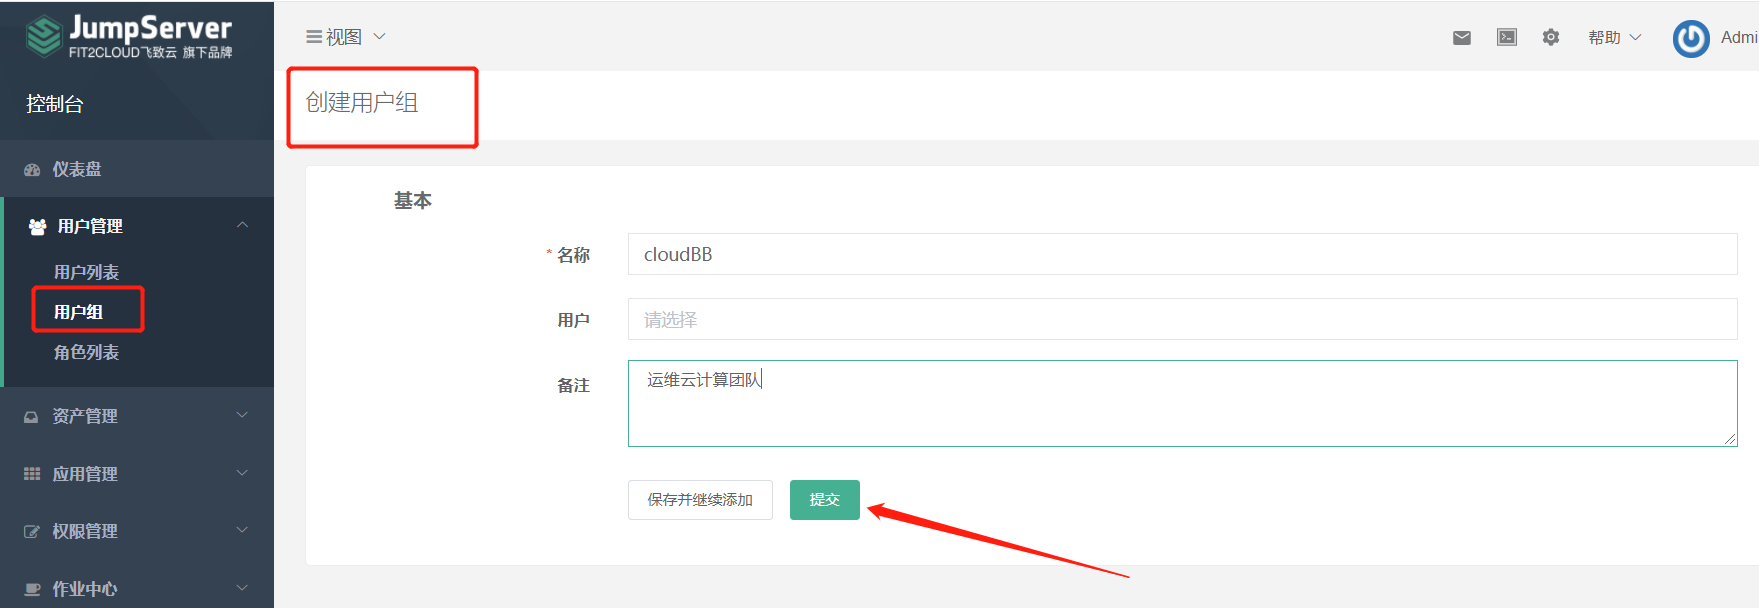 JumpServer
FIT2CLOUD飞致云 旗下品牌
控制台
仪表盘
用户管理
用户列表
用户组
角色列表
资产管理
应用管理
权限管理
作业中心
视图
帮助
Admi
创建用户组
基本
* 名称
cloudBB
用户
请选择
备注
运维云计算团队
保存并继续添加
提交